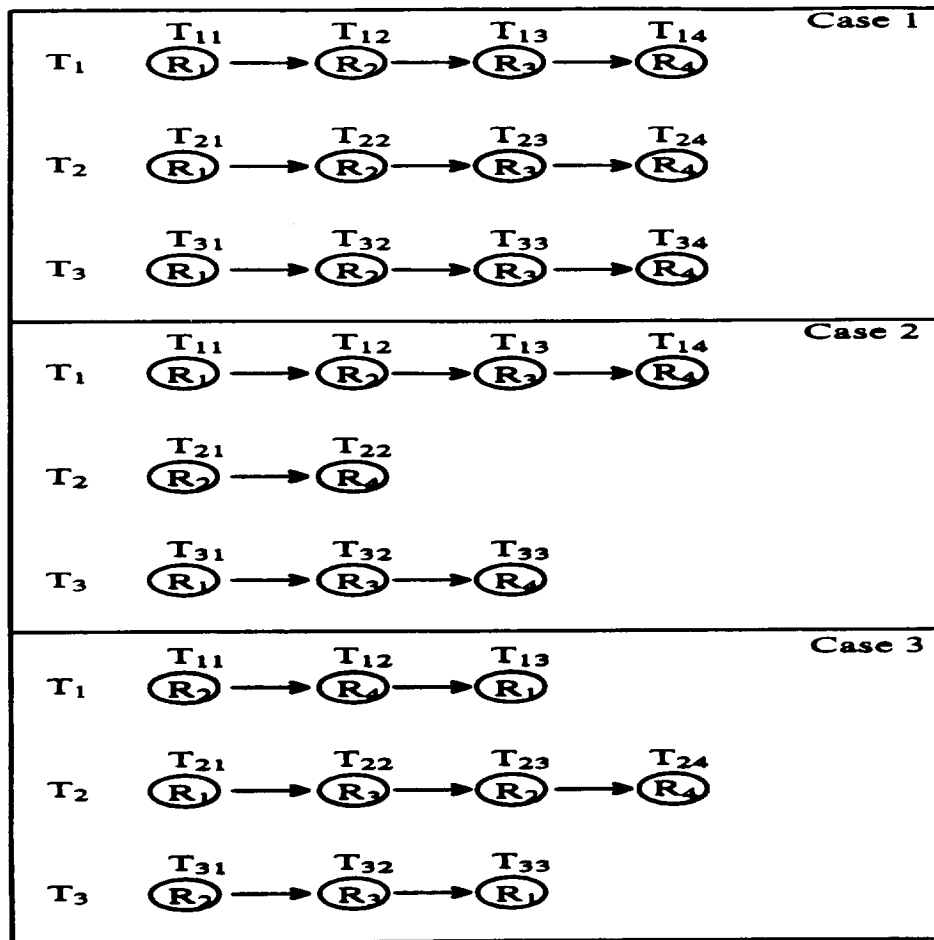 Case 1
T₁₁ T₁₂ T₁₃ T₁₄
T₁ R₁ R₂ R₃ R₄
T₂₁ T₂₂ T₂₃ T₂₄
T₂ R₁ R₂ R₃ R₄
T₃₁ T₃₂ T₃₃ T₃₄
T₃ R₁ R₂ R₃ R₄
Case 2
T₁₁ T₁₂ T₁₃ T₁₄
T₁ R₁ R₂ R₃ R₄
T₂₁ T₂₂
T₂ R₂ R₄
T₃₁ T₃₂ T₃₃
T₃ R₁ R₃ R₄
Case 3
T₁₁ T₁₂ T₁₃
T₁ R₂ R₄ R₁
T₂₁ T₂₂ T₂₃ T₂₄
T₂ R₁ R₃ R₂ R₄
T₃₁ T₃₂ T₃₃
T₃ R₂ R₃ R₁